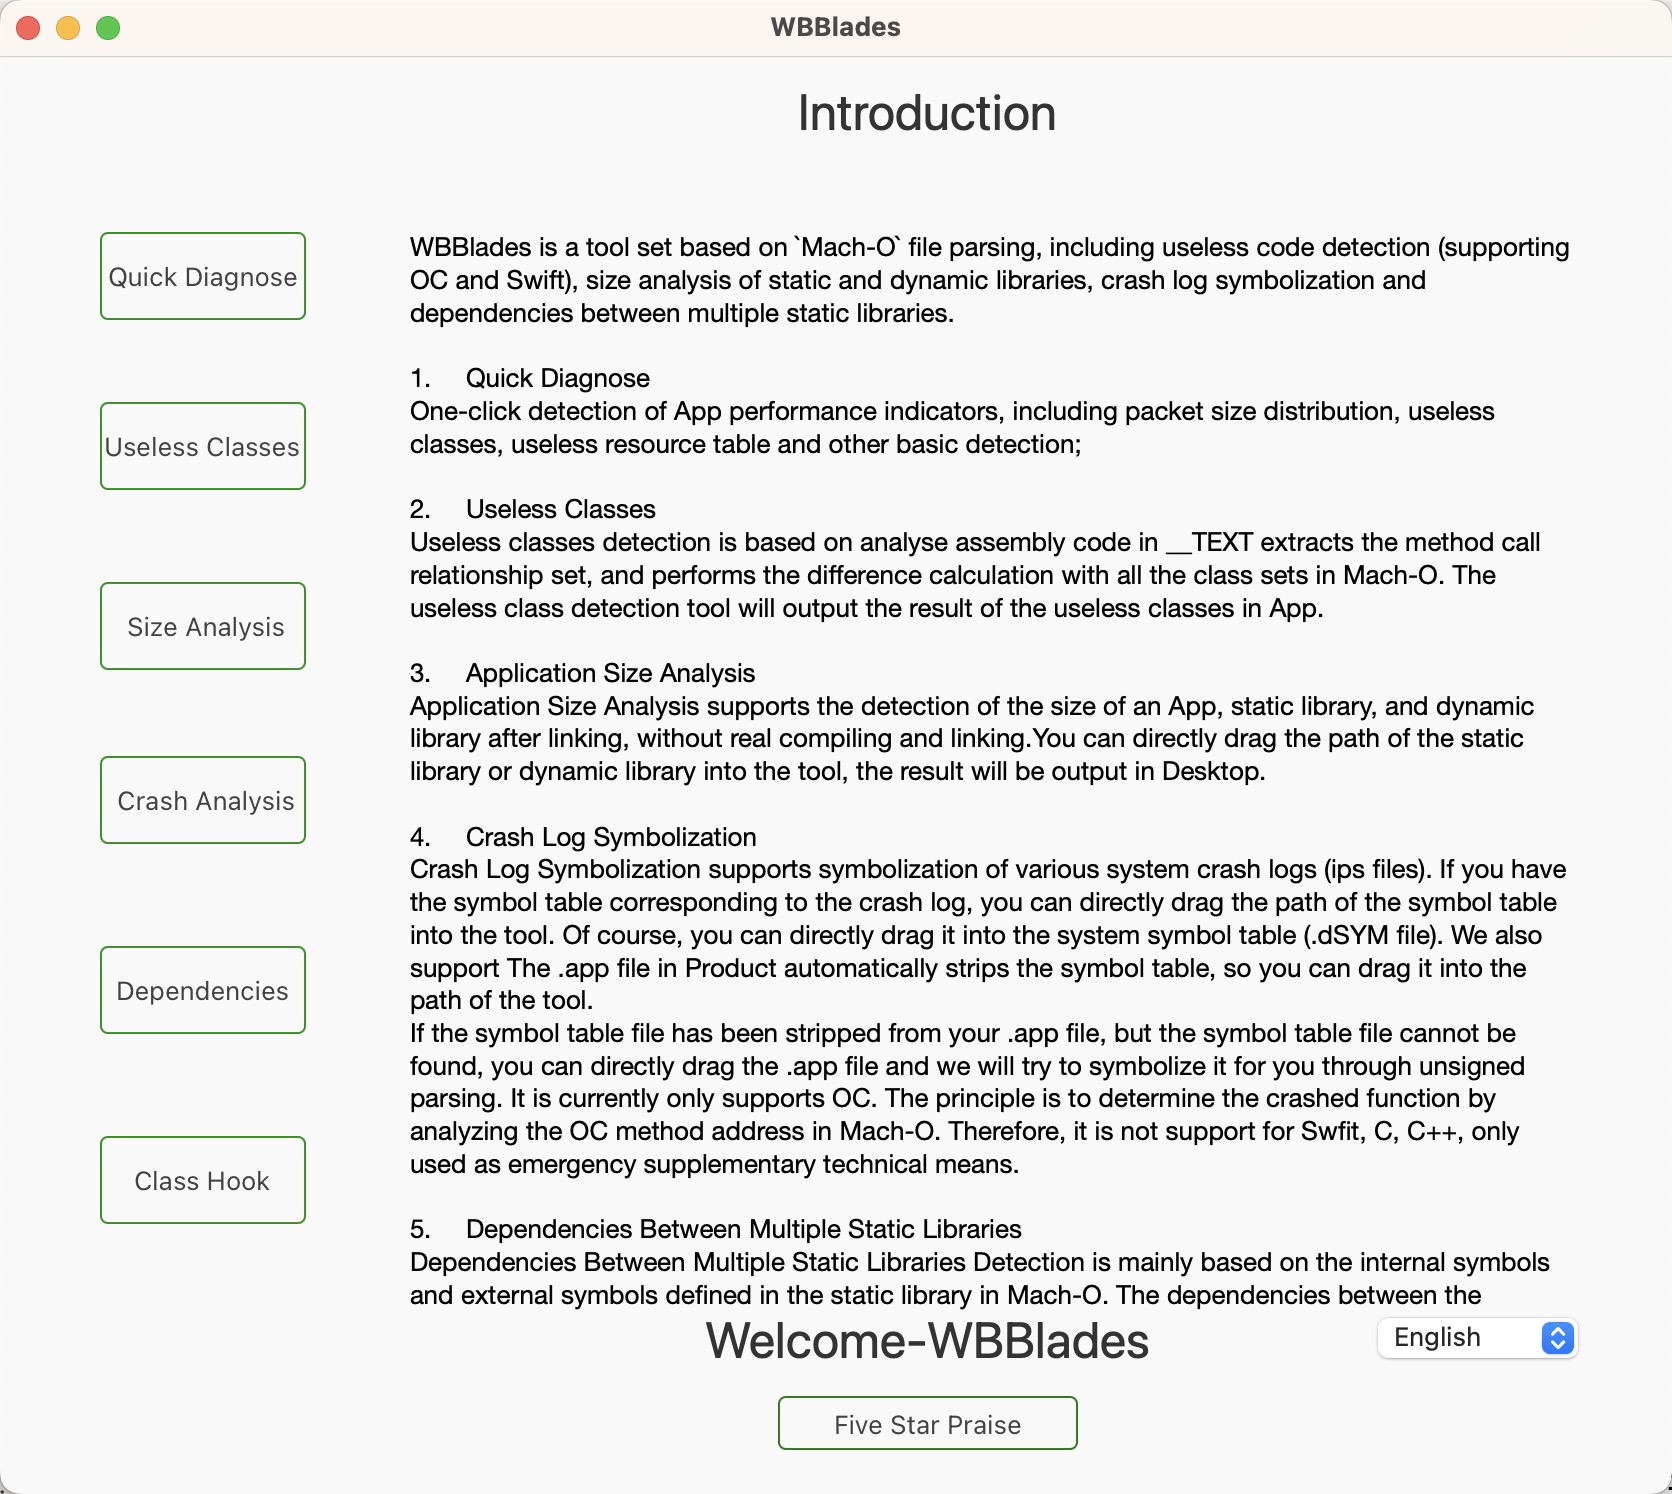 WBBlades
Introduction
Quick Diagnose
Useless Classes
Size Analysis
Crash Analysis
Dependencies
Class Hook
WBBlades is a tool set based on `Mach-O` file parsing, including useless code detection (supporting
OC and Swift), size analysis of static and dynamic libraries, crash log symbolization and
dependencies between multiple static libraries.
1. Quick Diagnose
One-click detection of App performance indicators, including packet size distribution, useless
classes, useless resource table and other basic detection;
2. Useless Classes
Useless classes detection is based on analyse assembly code in __TEXT extracts the method call
relationship set, and performs the difference calculation with all the class sets in Mach-O. The
useless class detection tool will output the result of the useless classes in App.
3. Application Size Analysis
Application Size Analysis supports the detection of the size of an App, static library, and dynamic
library after linking, without real compiling and linking.You can directly drag the path of the static
library or dynamic library into the tool, the result will be output in Desktop.
4. Crash Log Symbolization
Crash Log Symbolization supports symbolization of various system crash logs (ips files). If you have
the symbol table corresponding to the crash log, you can directly drag the path of the symbol table
into the tool. Of course, you can directly drag it into the system symbol table (.dSYM file). We also
support The .app file in Product automatically strips the symbol table, so you can drag it into the
path of the tool.
If the symbol table file has been stripped from your .app file, but the symbol table file cannot be
found, you can directly drag the .app file and we will try to symbolize it for you through unsigned
parsing. It is currently only supports OC. The principle is to determine the crashed function by
analyzing the OC method address in Mach-O. Therefore, it is not support for Swfit, C, C++, only
used as emergency supplementary technical means.
5. Dependencies Between Multiple Static Libraries
Dependencies Between Multiple Static Libraries Detection is mainly based on the internal symbols
and external symbols defined in the static library in Mach-O. The dependencies between the
Welcome-WBBlades
English
Five Star Praise